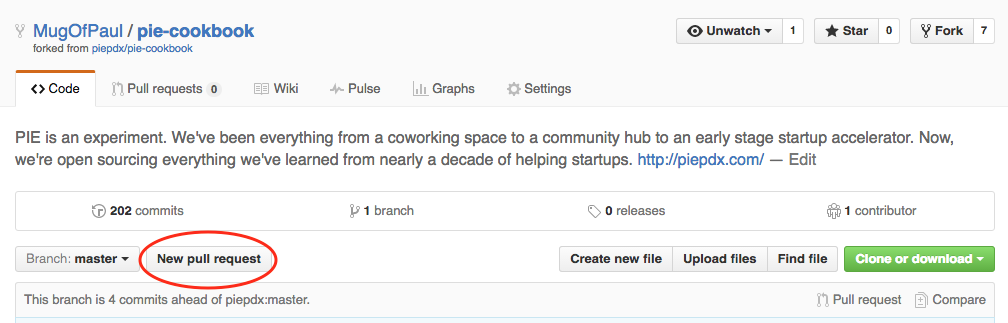 MugOfPaul / pie-cookbook
forked from piepdx/pie-cookbook
Unwatch 1 Star 0 Fork 7
Code Pull requests 0 Wiki Pulse Graphs Settings
PIE is an experiment. We've been everything from a coworking space to a community hub to an early stage startup accelerator. Now,
we're open sourcing everything we've learned from nearly a decade of helping startups. http://piepdx.com/ — Edit
202 commits 1 branch 0 releases 1 contributor
Branch: master New pull request Create new file Upload files Find file Clone or download
This branch is 4 commits ahead of piepdx:master. Pull request Compare